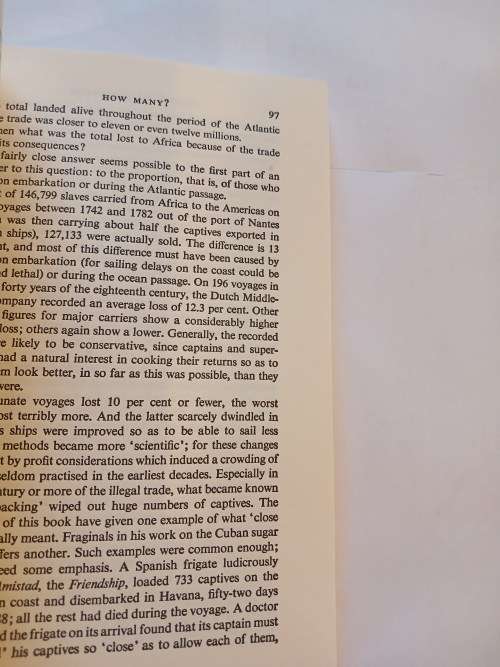 HOW MANY?
97
total landed alive throughout the period of the Atlantic
trade was closer to eleven or even twelve millions.
what was the total lost to Africa because of the trade
its consequences?
fairly close answer seems possible to the first part of an
to this question: to the proportion, that is, of those who
embarkation or during the Atlantic passage.
of 146,799 slaves carried from Africa to the Americas on
between 1742 and 1782 out of the port of Nantes
was then carrying about half the captives exported in
ships), 127,133 were actually sold. The difference is 13
and most of this difference must have been caused by
embarkation (for sailing delays on the coast could be
lethal) or during the ocean passage. On 196 voyages in
forty years of the eighteenth century, the Dutch Middle-
recorded an average loss of 12.3 per cent. Other
figures for major carriers show a considerably higher
loss; others again show a lower. Generally, the recorded
likely to be conservative, since captains and super-
had a natural interest in cooking their returns so as to
look better, in so far as this was possible, than they
were.
voyages lost 10 per cent or fewer, the worst
terribly more. And the latter scarcely dwindled in
ships were improved so as to be able to sail less
methods became more ‘scientific’; for these changes
by profit considerations which induced a crowding of
seldom practised in the earliest decades. Especially in
or more of the illegal trade, what became known
packing’ wiped out huge numbers of captives. The
of this book have given one example of what ‘close
meant. Fraginals in his work on the Cuban sugar
another. Such examples were common enough;
some emphasis. A Spanish frigate ludicrously
the Friendship, loaded 733 captives on the
coast and disembarked in Havana, fifty-two days
8; all the rest had died during the voyage. A doctor
the frigate on its arrival found that its captain must
his captives so ‘close’ as to allow each of them,